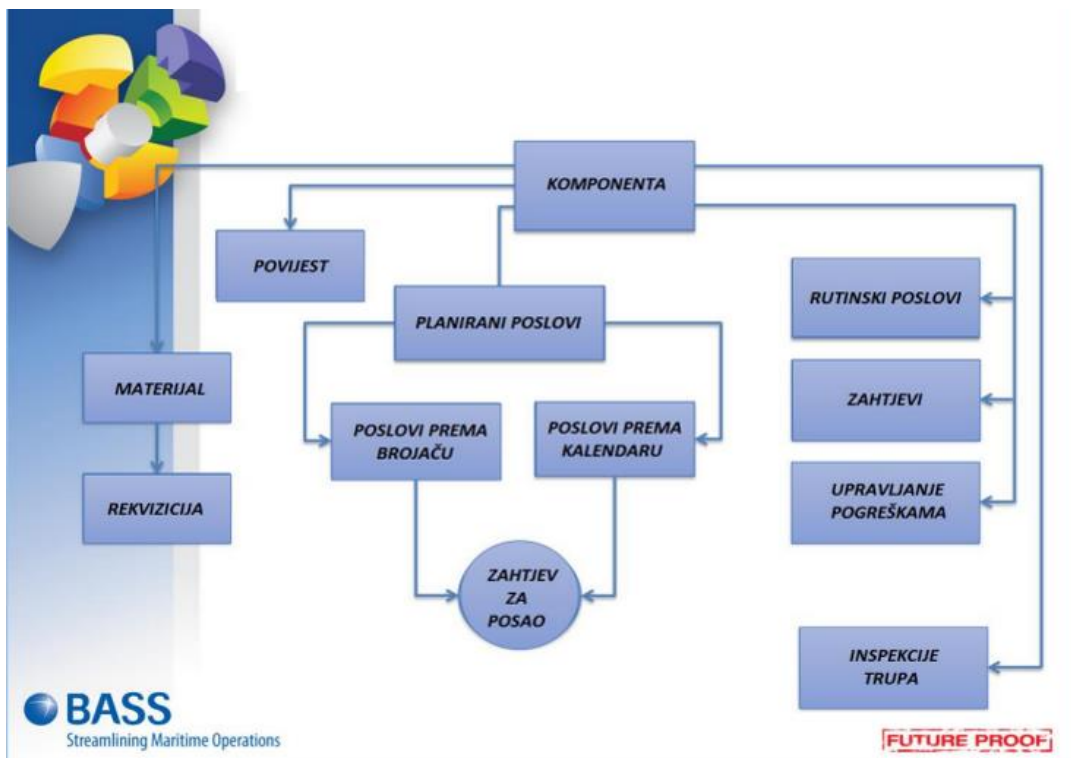 KOMPONENTA
POVIJEST
PLANIRANI POSLOVI
RUTINSKI POSLOVI
MATERIJAL
ZAHTJEVI
POSLOVI PREMA
BROJAČU
POSLOVI PREMA
KALENDARU
REKVIZICIJA
UPRAVLJANJE
POGREŠKAMA
ZAHTJEV
ZA
POSAO
INSPEKCIJE
TRUPA
BASS
Streamlining Maritime Operations
FUTURE PROOF